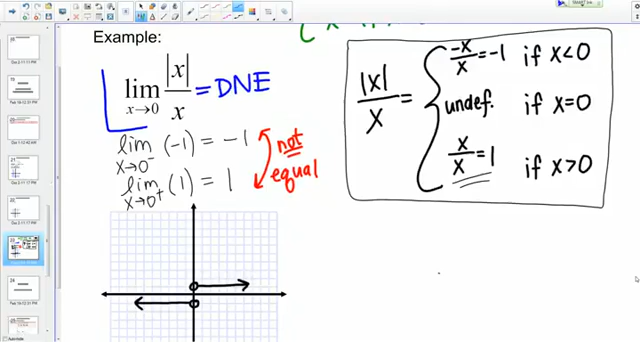 Example:
lim x→0 |x|/x = DNE
lim x→0⁻ (-1) = -1
lim x→0⁺ (1) = 1
not
equal
|x|/x =
-x/x = -1 if x<0
undef. if x=0
x/x = 1 if x>0